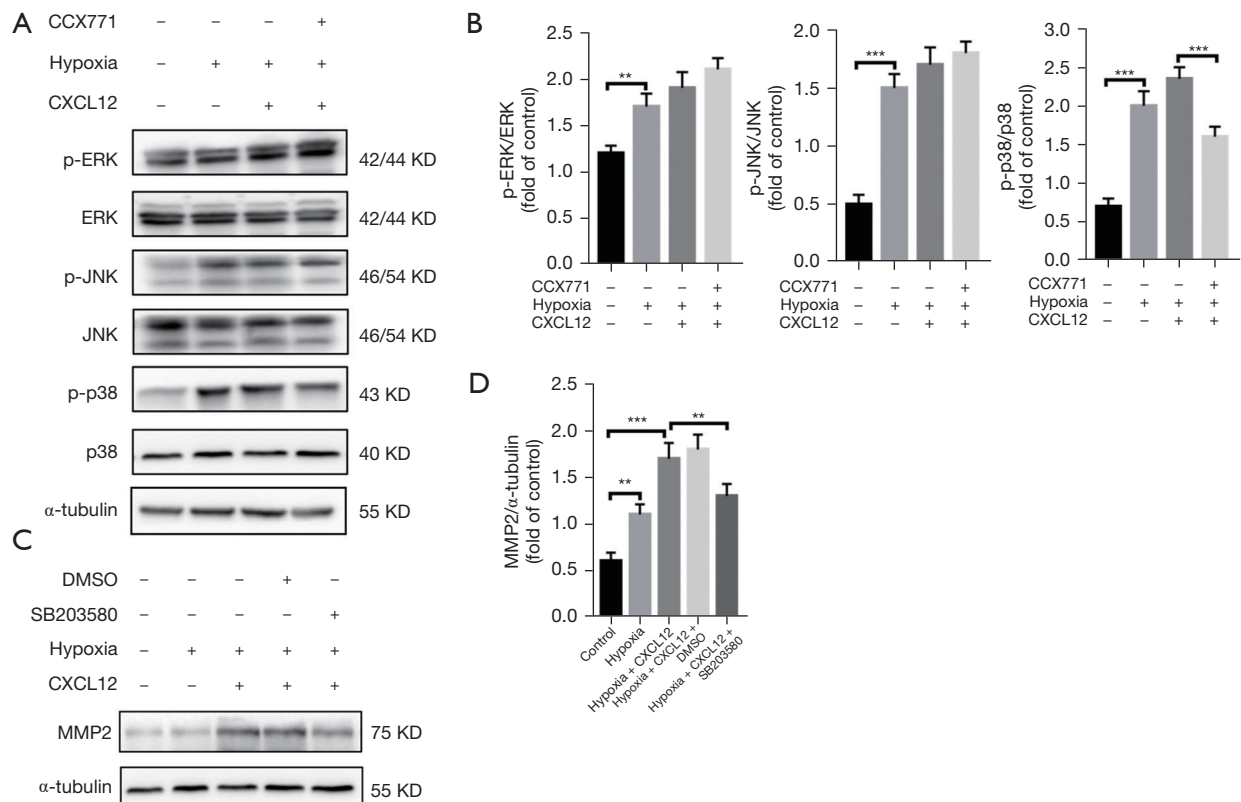 A
CCX771 – – – +
Hypoxia – + + +
CXCL12 – – + +
p-ERK 42/44 KD
ERK 42/44 KD
p-JNK 46/54 KD
JNK 46/54 KD
p-p38 43 KD
p38 40 KD
α-tubulin 55 KD
B
p-ERK/ERK
(fold of control)
2.5
2.0
1.5
1.0
0.5
0.0
**
CCX771 – – – +
Hypoxia – + + +
CXCL12 – – + +
p-JNK/JNK
(fold of control)
2.0
1.5
1.0
0.5
0.0
***
CCX771 – – – +
Hypoxia – + + +
CXCL12 – – + +
p-p38/p38
(fold of control)
3.0
2.5
2.0
1.5
1.0
0.5
0.0
***
***
CCX771 – – – +
Hypoxia – + + +
CXCL12 – – + +
C
DMSO – – – + –
SB203580 – – – – +
Hypoxia – + + + +
CXCL12 – – + + +
MMP2 75 KD
α-tubulin 55 KD
D
MMP2/α-tubulin
(fold of control)
2.5
2.0
1.5
1.0
0.5
0.0
**
***
**
Control
Hypoxia
Hypoxia + CXCL12
Hypoxia + CXCL12 +
DMSO
Hypoxia + CXCL12 +
SB203580